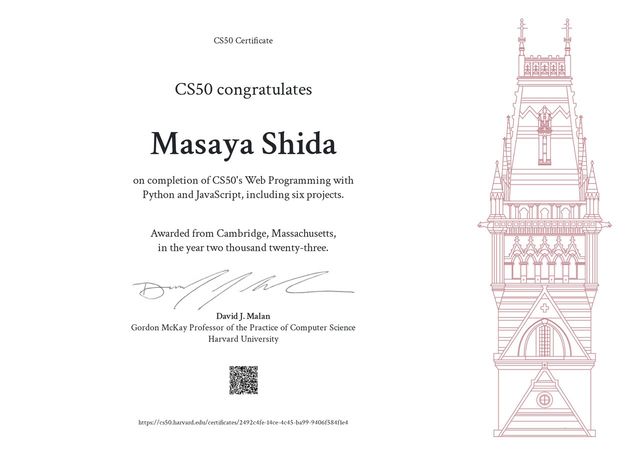 CS50 Certificate
CS50 congratulates
Masaya Shida
on completion of CS50's Web Programming with
Python and JavaScript, including six projects.
Awarded from Cambridge, Massachusetts,
in the year two thousand twenty-three.
David J. Malan
Gordon McKay Professor of the Practice of Computer Science
Harvard University
https://cs50.harvard.edu/certificates/2492c4fe-14ce-4c45-ba99-9406f584f1e4